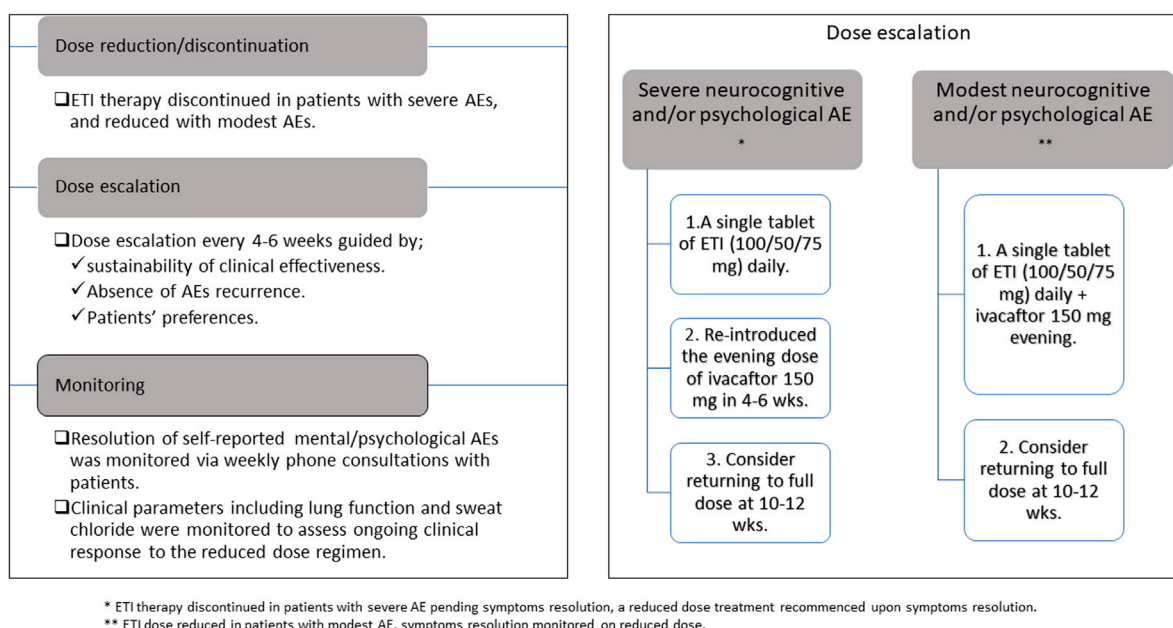 Dose reduction/discontinuation
❑ETI therapy discontinued in patients with severe AEs,
and reduced with modest AEs.
Dose escalation
❑Dose escalation every 4-6 weeks guided by;
✓sustainability of clinical effectiveness.
✓Absence of AEs recurrence.
✓Patients’ preferences.
Monitoring
❑Resolution of self-reported mental/psychological AEs
was monitored via weekly phone consultations with
patients.
❑Clinical parameters including lung function and sweat
chloride were monitored to assess ongoing clinical
response to the reduced dose regimen.
Dose escalation
Severe neurocognitive
and/or psychological AE
*
1.A single tablet
of ETI (100/50/75
mg) daily.
2. Re-introduced
the evening dose
of ivacaftor 150
mg in 4-6 wks.
3. Consider
returning to full
dose at 10-12
wks.
Modest neurocognitive
and/or psychological AE
**
1. A single tablet
of ETI (100/50/75
mg) daily +
ivacaftor 150 mg
evening.
2. Consider
returning to full
dose at 10-12
wks.
* ETI therapy discontinued in patients with severe AE pending symptoms resolution, a reduced dose treatment recommenced upon symptoms resolution.
** ETI dose reduced in patients with modest AE, symptoms resolution monitored on reduced dose.